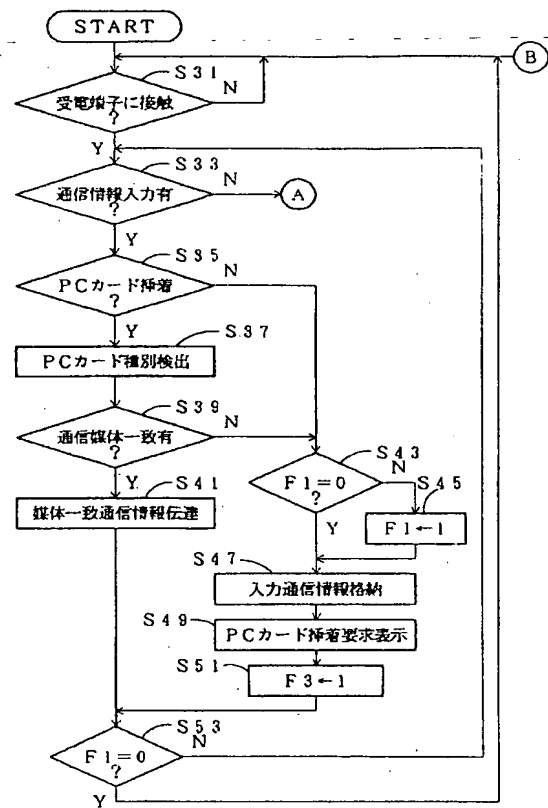 START
B
S31
受電端子に接触
?
N
Y
S33
通信情報入力有
?
N
A
Y
S35
PCカード挿着
?
N
Y
S37
PCカード種別検出
S39
通信媒体一致有
?
N
Y
S41
媒体一致通信情報伝達
S43
F1=0
?
N
Y
S45
F1←1
S47
入力通信情報格納
S49
PCカード挿着要求表示
S51
F3←1
S53
F1=0
?
N
Y